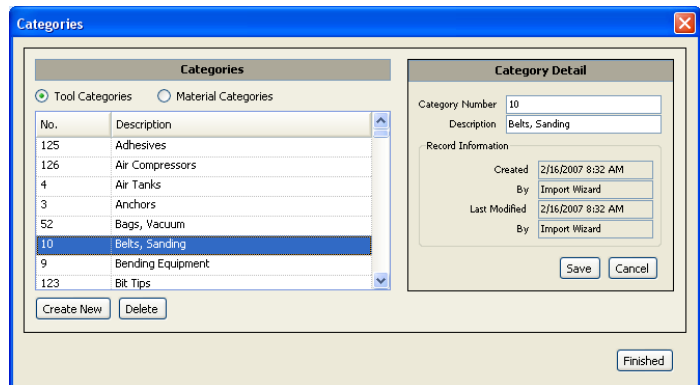 Categories
Categories
Tool Categories Material Categories
No. Description
125 Adhesives
126 Air Compressors
4 Air Tanks
3 Anchors
52 Bags, Vacuum
10 Belts, Sanding
9 Bending Equipment
123 Bit Tips
Create New Delete
Category Detail
Category Number 10
Description Belts, Sanding
Record Information
Created 2/16/2007 8:32 AM
By Import Wizard
Last Modified 2/16/2007 8:32 AM
By Import Wizard
Save Cancel
Finished